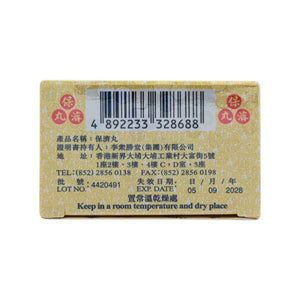 保 濟 丸
保 濟 丸
4 892233 328688
產品名稱：保濟丸
證明書持有人：李衆勝堂(集團)有限公司
地 址：香港新界大埔大埔工業村大富街5號
1座2樓、3樓，4樓C，D室，5樓
TEL:(852) 2856 0138 FAX:(852) 2856 0198
批 號： 失效日期： 日／月／年
LOT NO.: 4420491 EXP. DATE 05 09 2028
置常溫乾燥處
Keep in a room temperature and dry place